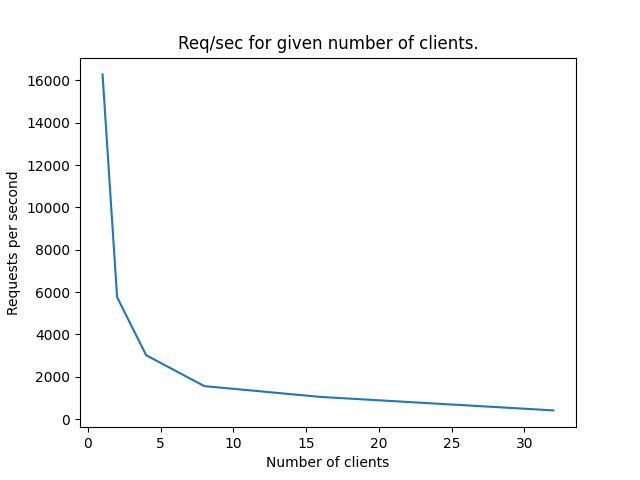 Req/sec for given number of clients.
16000
14000
12000
10000
8000
6000
4000
2000
0
Requests per second
0 5 10 15 20 25 30
Number of clients